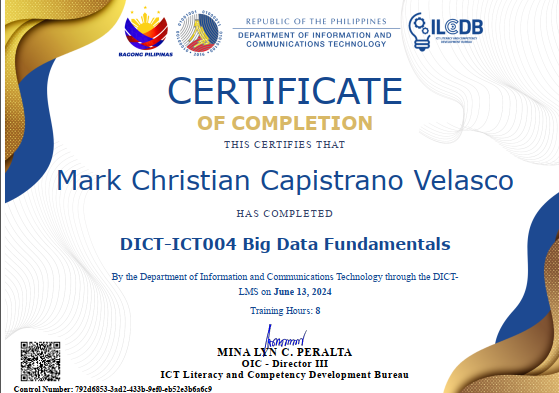 BAGONG PILIPINAS
REPUBLIC OF THE PHILIPPINES
DEPARTMENT OF INFORMATION AND
COMMUNICATIONS TECHNOLOGY
ILCDB
CERTIFICATE
OF COMPLETION
THIS CERTIFIES THAT
Mark Christian Capistrano Velasco
HAS COMPLETED
DICT-ICT004 Big Data Fundamentals
By the Department of Information and Communications Technology through the DICT-
LMS on June 13, 2024
Training Hours: 8
MINA LYN C. PERALTA
OIC - Director III
ICT Literacy and Competency Development Bureau
Control Number: 792d6853-3ad2-433b-9ef0-eb52e3b6a6c9